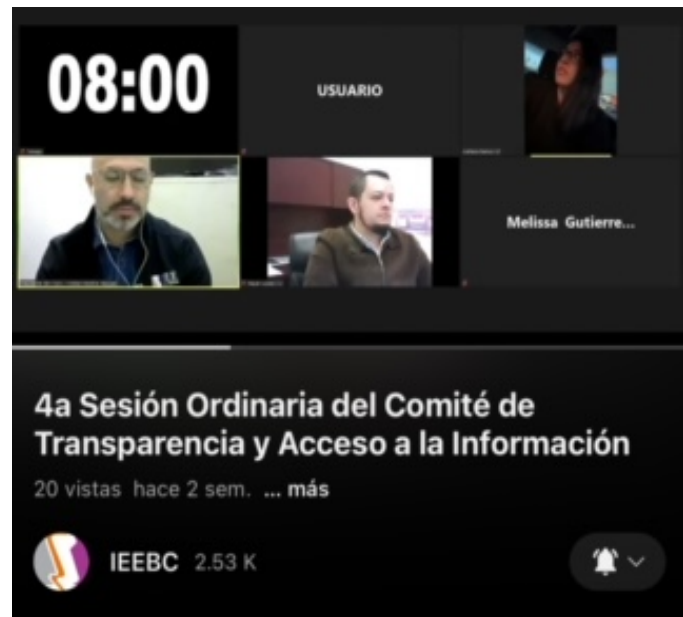 08:00
USUARIO
Melissa Gutierre...
4a Sesión Ordinaria del Comité de
Transparencia y Acceso a la Información
20 vistas hace 2 sem. ... más
IEEBC 2.53 K